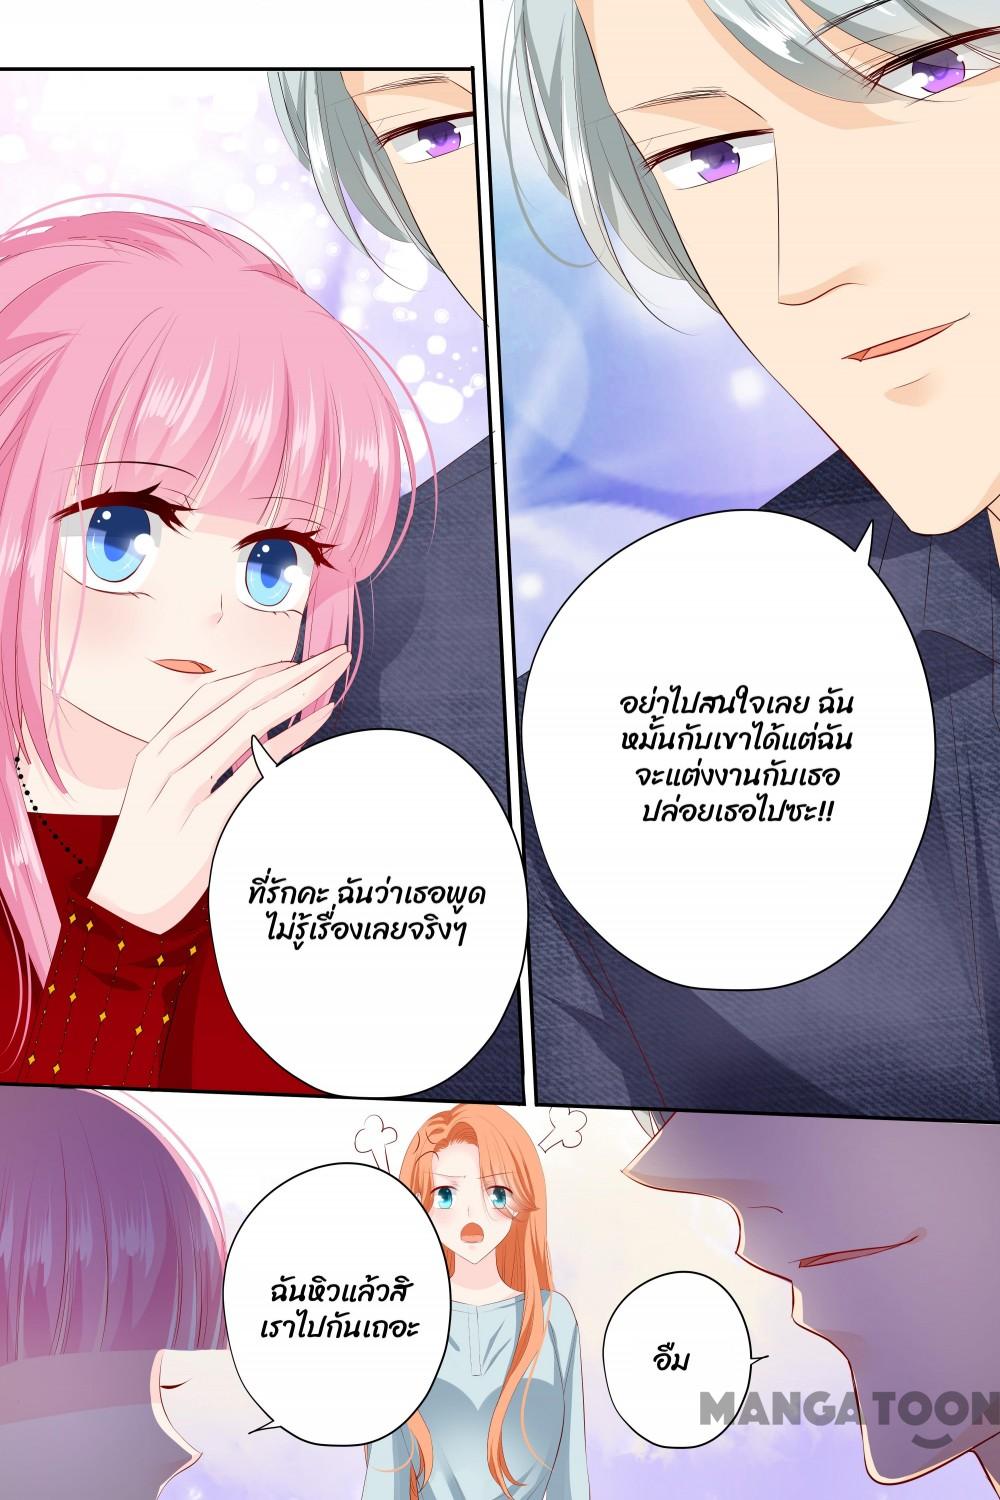 ที่รักคะ ฉันว่าเธอพูด
ไม่รู้เรื่องเลยจริงๆ
อย่าไปสนใจเลย ฉัน
หมั้นกับเขาได้แต่ฉัน
จะแต่งงานกับเธอ
ปล่อยเธอไปซะ!!
ฉันหิวแล้วสิ
เราไปกันเถอะ
อืม
MANGATOON